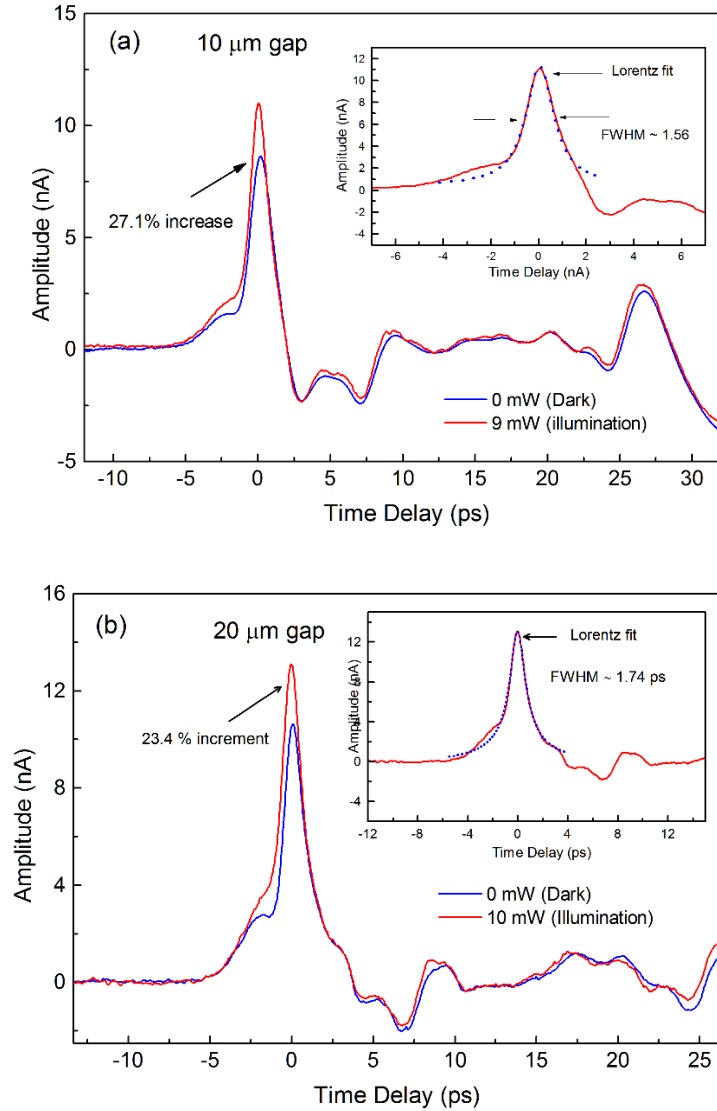 (a)
10 μm gap
27.1% increase
Amplitude (nA)
15
10
5
0
-5
-10 -5 0 5 10 15 20 25 30
Time Delay (ps)
0 mW (Dark)
9 mW (illumination)
Lorentz fit
FWHM ~ 1.56
Amplitude (nA)
12
10
8
6
4
2
0
-2
-4
-6 -4 -2 0 2 4 6
Time Delay (nA)
(b)
20 μm gap
23.4 % increment
Amplitude (nA)
16
12
8
4
0
-10 -5 0 5 10 15 20 25
Time Delay (ps)
0 mW (Dark)
10 mW (Illumination)
Lorentz fit
FWHM ~ 1.74 ps
Amplitude (nA)
12
8
4
0
-4
-12 -8 -4 0 4 8 12
Time Delay (ps)